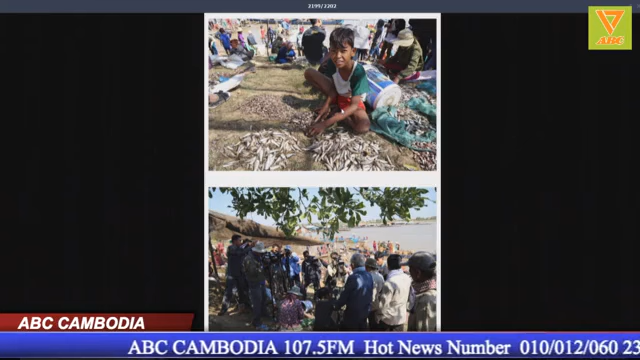 2199/2202
ABC
ABC CAMBODIA
ABC CAMBODIA 107.5FM Hot News Number 010/012/060 23